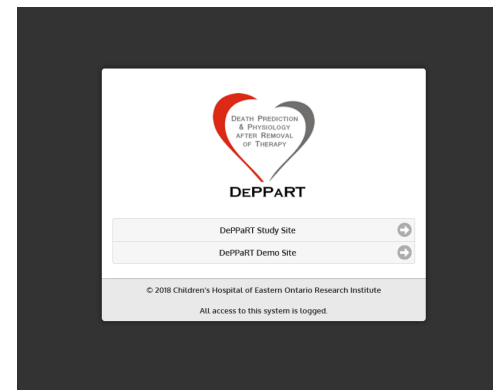 DEATH PREDICTION
& PHYSIOLOGY
AFTER REMOVAL
OF THERAPY
DEPPART
DePPaRT Study Site
DePPaRT Demo Site
© 2018 Children's Hospital of Eastern Ontario Research Institute
All access to this system is logged.